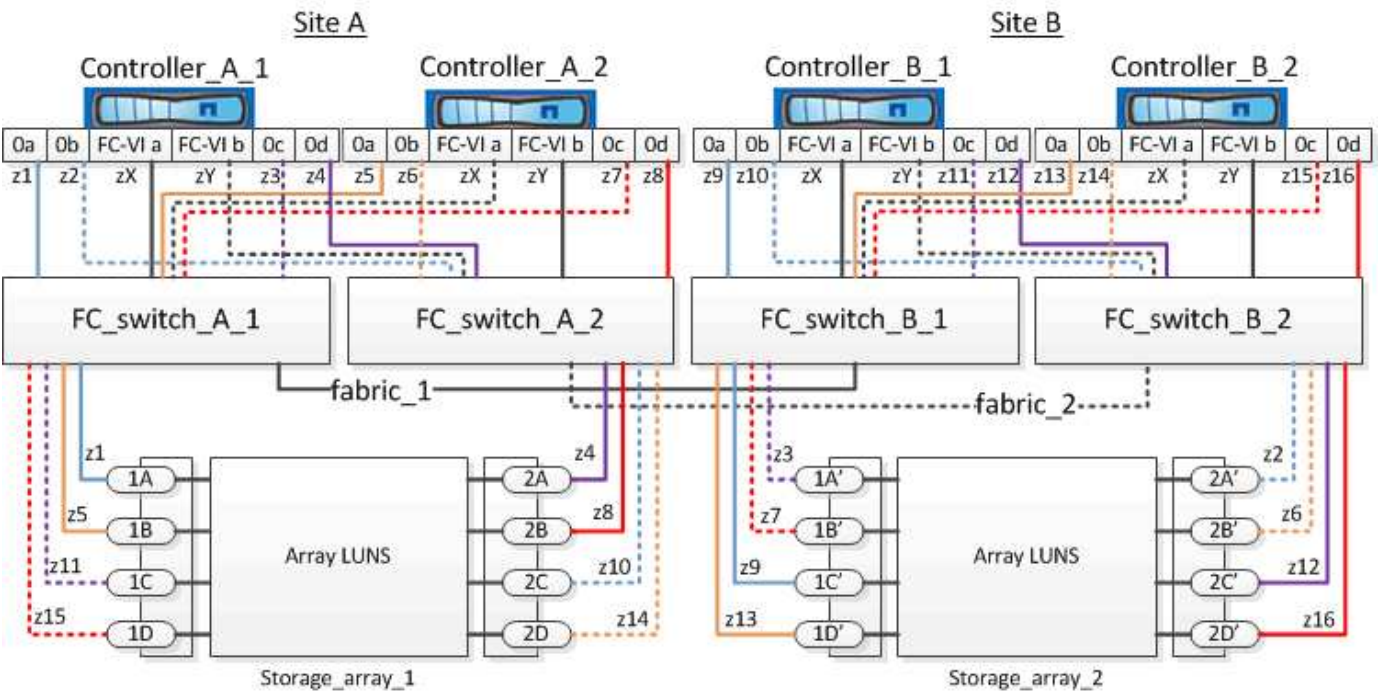 Site A Site B
Controller_A_1 Controller_A_2 Controller_B_1 Controller_B_2
0a 0b FC-VI a FC-VI b 0c 0d 0a 0b FC-VI a FC-VI b 0c 0d 0a 0b FC-VI a FC-VI b 0c 0d 0a 0b FC-VI a FC-VI b 0c 0d
z1 z2 zX zY z3 z4 z5 z6 zX zY z7 z8 z9 z10 zX zY z11 z12 z13 z14 zX zY z15 z16
FC_switch_A_1 FC_switch_A_2 FC_switch_B_1 FC_switch_B_2
fabric_1 fabric_2
z1 z4 z3 z2
1A 2A 1A’ 2A’
z5 z8 z7 z6
1B 2B 1B’ 2B’
Array LUNS Array LUNS
z11 z10 z9 z12
1C 2C 1C’ 2C’
z15 z14 z13 z16
1D 2D 1D’ 2D’
Storage_array_1 Storage_array_2